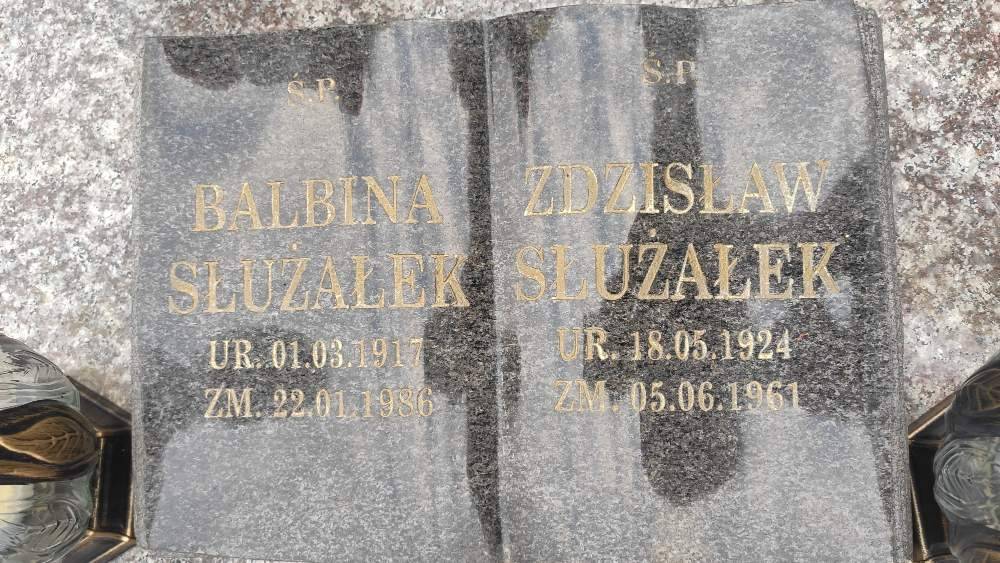 Ś.P.
BALBINA
SŁUŻAŁEK
UR. 01.03.1917
ZM. 22.01.1986
Ś.P.
ZDZISŁAW
SŁUŻAŁEK
UR. 18.05.1924
ZM. 05.06.1961